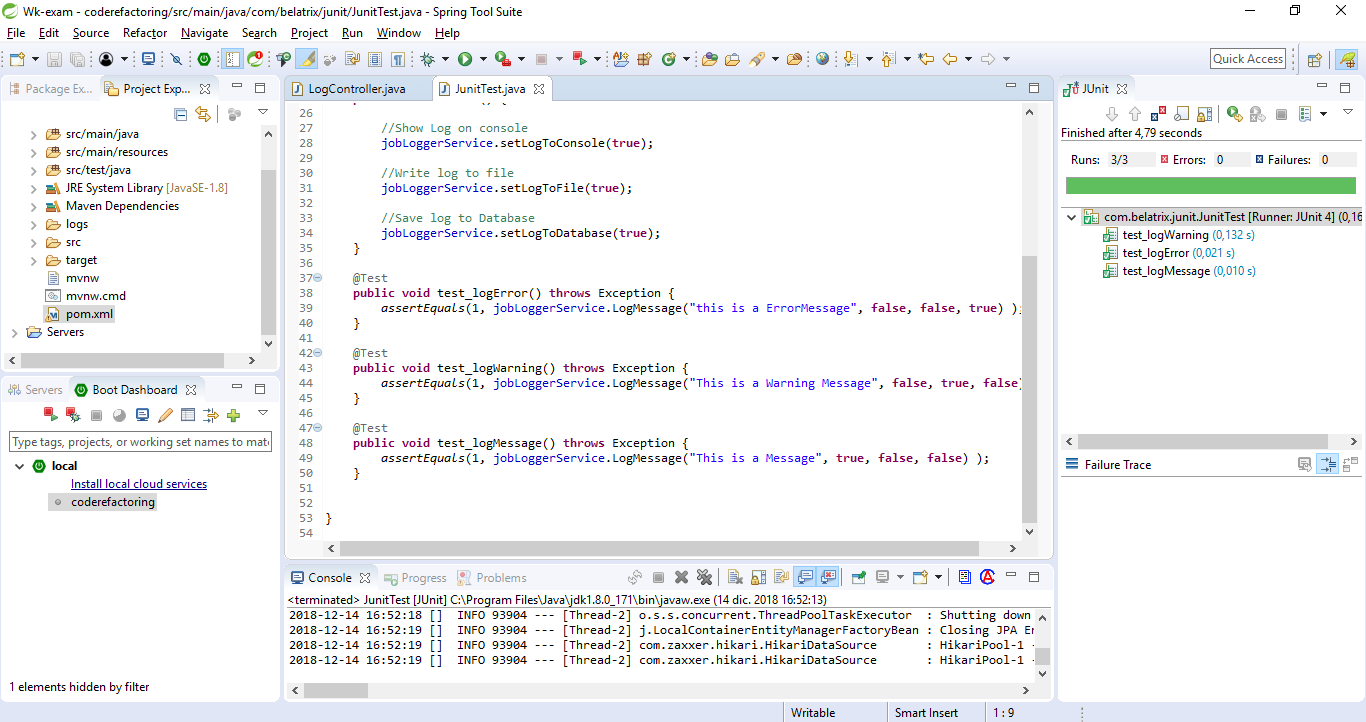 Wk-exam - coderefactoring/src/main/java/com/belatrix/junit/JunitTest.java - Spring Tool Suite
File Edit Source Refactor Navigate Search Project Run Window Help
Quick Access
Package Ex... Project Exp...
src/main/java
src/main/resources
src/test/java
JRE System Library [JavaSE-1.8]
Maven Dependencies
logs
src
target
mvnw
mvnw.cmd
pom.xml
Servers
Servers Boot Dashboard
Type tags, projects, or working set names to mat
local
Install local cloud services
coderefactoring
1 elements hidden by filter
LogController.java JunitTest.java
26
27 //Show Log on console
28 jobLoggerService.setLogToConsole(true);
29
30 //Write log to file
31 jobLoggerService.setLogToFile(true);
32
33 //Save log to Database
34 jobLoggerService.setLogToDatabase(true);
35 }
36
37 @Test
38 public void test_logError() throws Exception {
39 assertEquals(1, jobLoggerService.LogMessage("this is a ErrorMessage", false, false, true) );
40 }
41
42 @Test
43 public void test_logWarning() throws Exception {
44 assertEquals(1, jobLoggerService.LogMessage("This is a Warning Message", false, true, false)
45 }
46
47 @Test
48 public void test_logMessage() throws Exception {
49 assertEquals(1, jobLoggerService.LogMessage("This is a Message", true, false, false) );
50 }
51
52
53 }
54
Console Progress Problems
<terminated> JunitTest [JUnit] C:\Program Files\Java\jdk1.8.0_171\bin\javaw.exe (14 dic. 2018 16:52:13)
2018-12-14 16:52:18 [] INFO 93904 --- [Thread-2] o.s.s.concurrent.ThreadPoolTaskExecutor : Shutting down
2018-12-14 16:52:19 [] INFO 93904 --- [Thread-2] j.LocalContainerEntityManagerFactoryBean : Closing JPA En
2018-12-14 16:52:19 [] INFO 93904 --- [Thread-2] com.zaxxer.hikari.HikariDataSource : HikariPool-1 -
2018-12-14 16:52:19 [] INFO 93904 --- [Thread-2] com.zaxxer.hikari.HikariDataSource : HikariPool-1 -
JUnit
Finished after 4,79 seconds
Runs: 3/3 Errors: 0 Failures: 0
com.belatrix.junit.JunitTest [Runner: JUnit 4] (0,16
test_logWarning (0,132 s)
test_logError (0,021 s)
test_logMessage (0,010 s)
Failure Trace
Writable Smart Insert 1 : 9